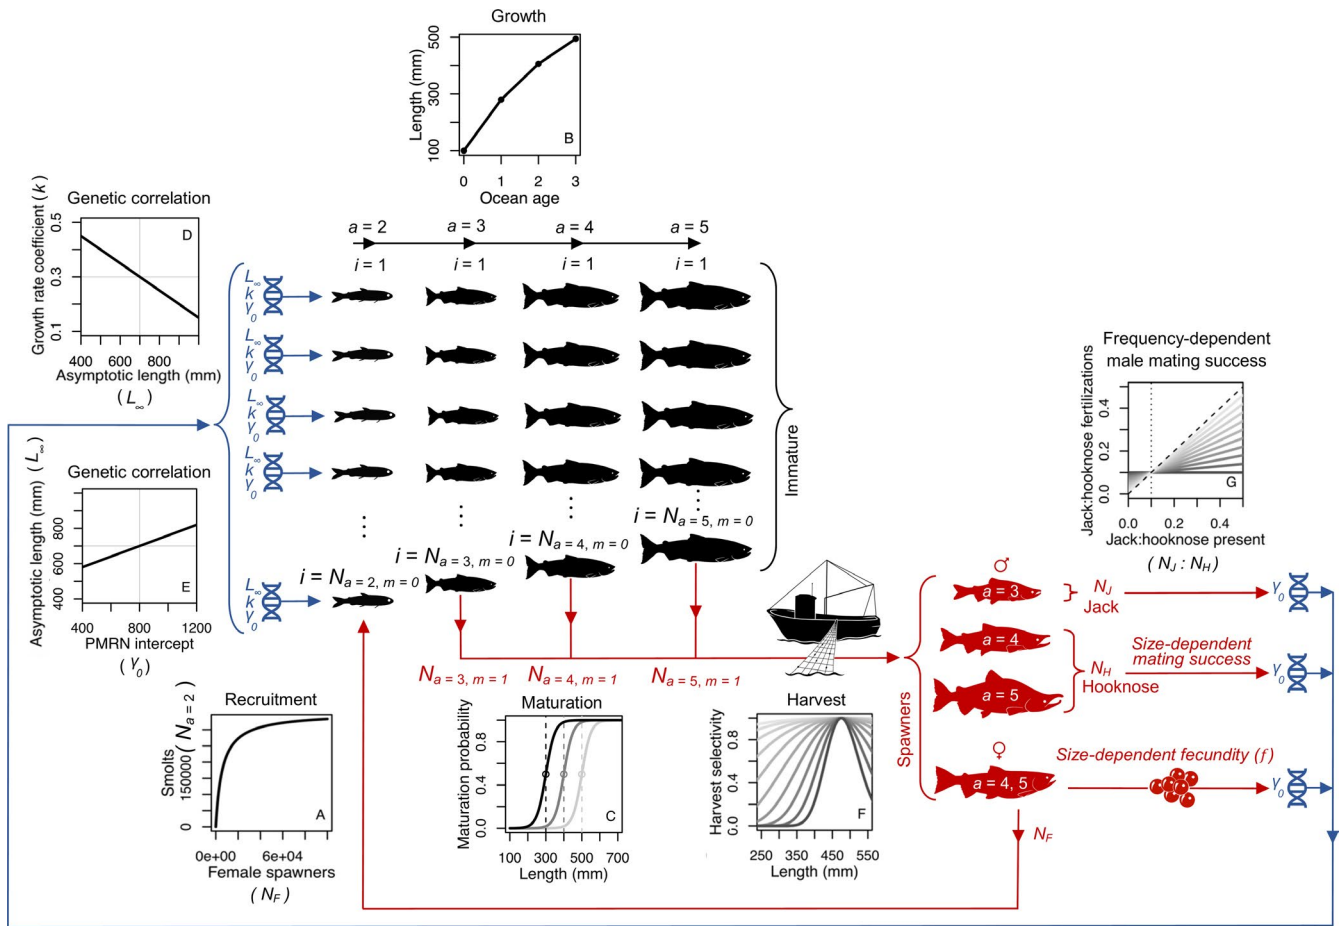 Growth
Length (mm)
500
300
100
B
0 1 2 3
Ocean age
Genetic correlation
Growth rate coefficient (k)
0.5
0.3
0.1
D
400 600 800
Asymptotic length (mm)
(L∞)
a = 2 a = 3 a = 4 a = 5
i = 1 i = 1 i = 1 i = 1
L∞
k
γ0
L∞
k
γ0
L∞
k
γ0
L∞
k
γ0
L∞
k
γ0
i = Na = 2, m = 0
i = Na = 3, m = 0
i = Na = 4, m = 0
i = Na = 5, m = 0
Immature
Genetic correlation
Asymptotic length (mm) (L∞)
800
600
400
E
400 800 1200
PMRN intercept
(γ0)
Frequency-dependent
male mating success
Jack:hooknose fertilizations
0.4
0.2
0.0
G
0.0 0.2 0.4
Jack:hooknose present
(NJ : NH)
Na = 3, m = 1
Na = 4, m = 1
Na = 5, m = 1
Spawners
♂
a = 3
NJ
Jack
γ0
a = 4
a = 5
NH
Hooknose
Size-dependent
mating success
γ0
♀
a = 4, 5
Size-dependent fecundity (f)
γ0
NF
Recruitment
Smolts (Na = 2)
150000
0
A
0e+00 6e+04
Female spawners
(NF)
Maturation
Maturation probability
0.8
0.4
0.0
C
100 300 500 700
Length (mm)
Harvest
Harvest selectivity
0.8
0.4
0.0
F
250 350 450 550
Length (mm)